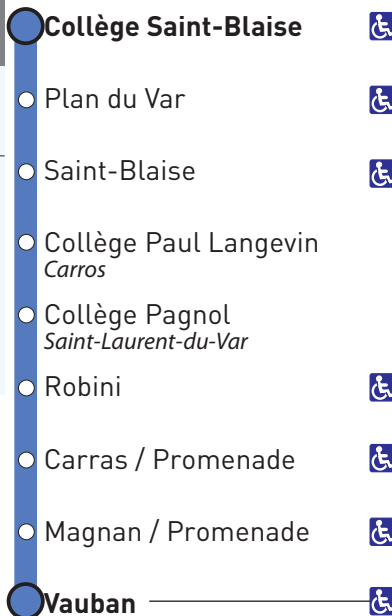 Collège Saint-Blaise
Plan du Var
Saint-Blaise
Collège Paul Langevin
Carros
Collège Pagnol
Saint-Laurent-du-Var
Robini
Carras / Promenade
Magnan / Promenade
Vauban